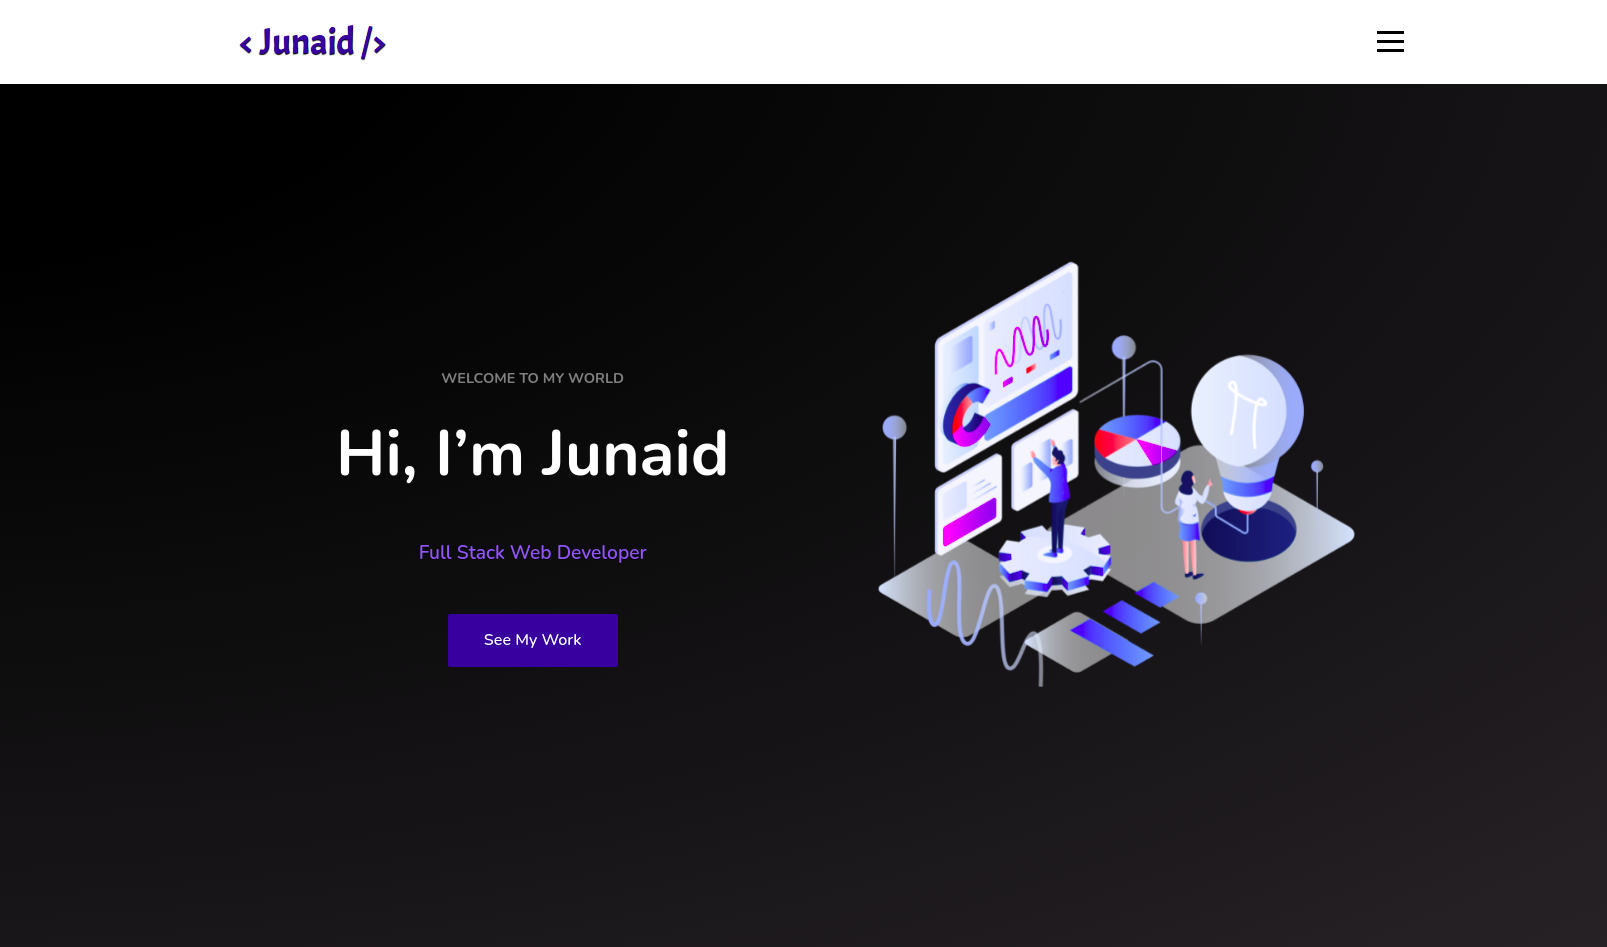 < Junaid />
WELCOME TO MY WORLD
Hi, I’m Junaid
Full Stack Web Developer
See My Work